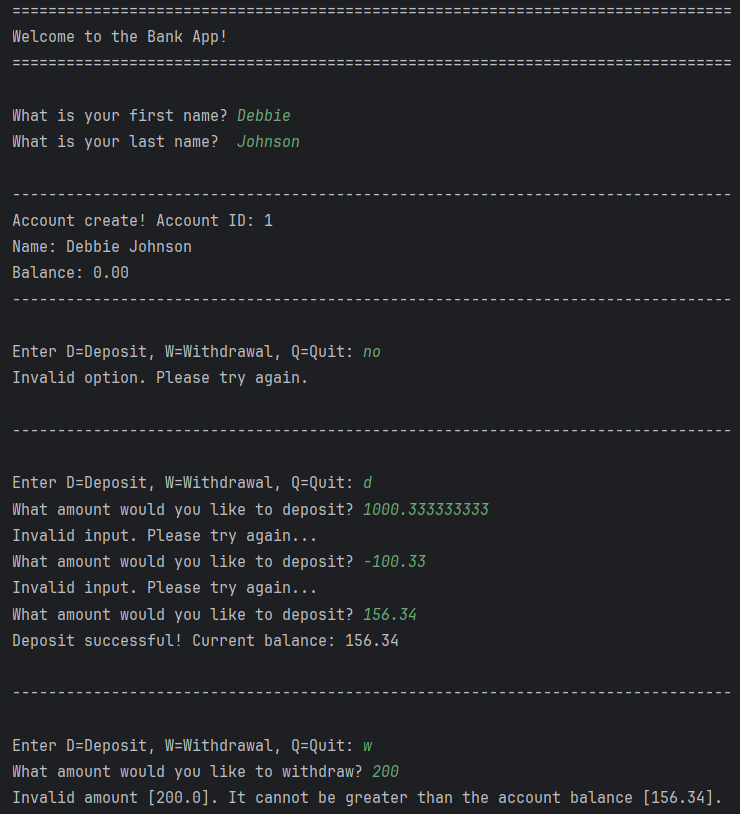 ================================================================================
Welcome to the Bank App!
================================================================================
What is your first name? Debbie
What is your last name?  Johnson
--------------------------------------------------------------------------------
Account create! Account ID: 1
Name: Debbie Johnson
Balance: 0.00
--------------------------------------------------------------------------------
Enter D=Deposit, W=Withdrawal, Q=Quit: no
Invalid option. Please try again.
--------------------------------------------------------------------------------
Enter D=Deposit, W=Withdrawal, Q=Quit: d
What amount would you like to deposit? 1000.333333333
Invalid input. Please try again...
What amount would you like to deposit? -100.33
Invalid input. Please try again...
What amount would you like to deposit? 156.34
Deposit successful! Current balance: 156.34
--------------------------------------------------------------------------------
Enter D=Deposit, W=Withdrawal, Q=Quit: w
What amount would you like to withdraw? 200
Invalid amount [200.0]. It cannot be greater than the account balance [156.34].